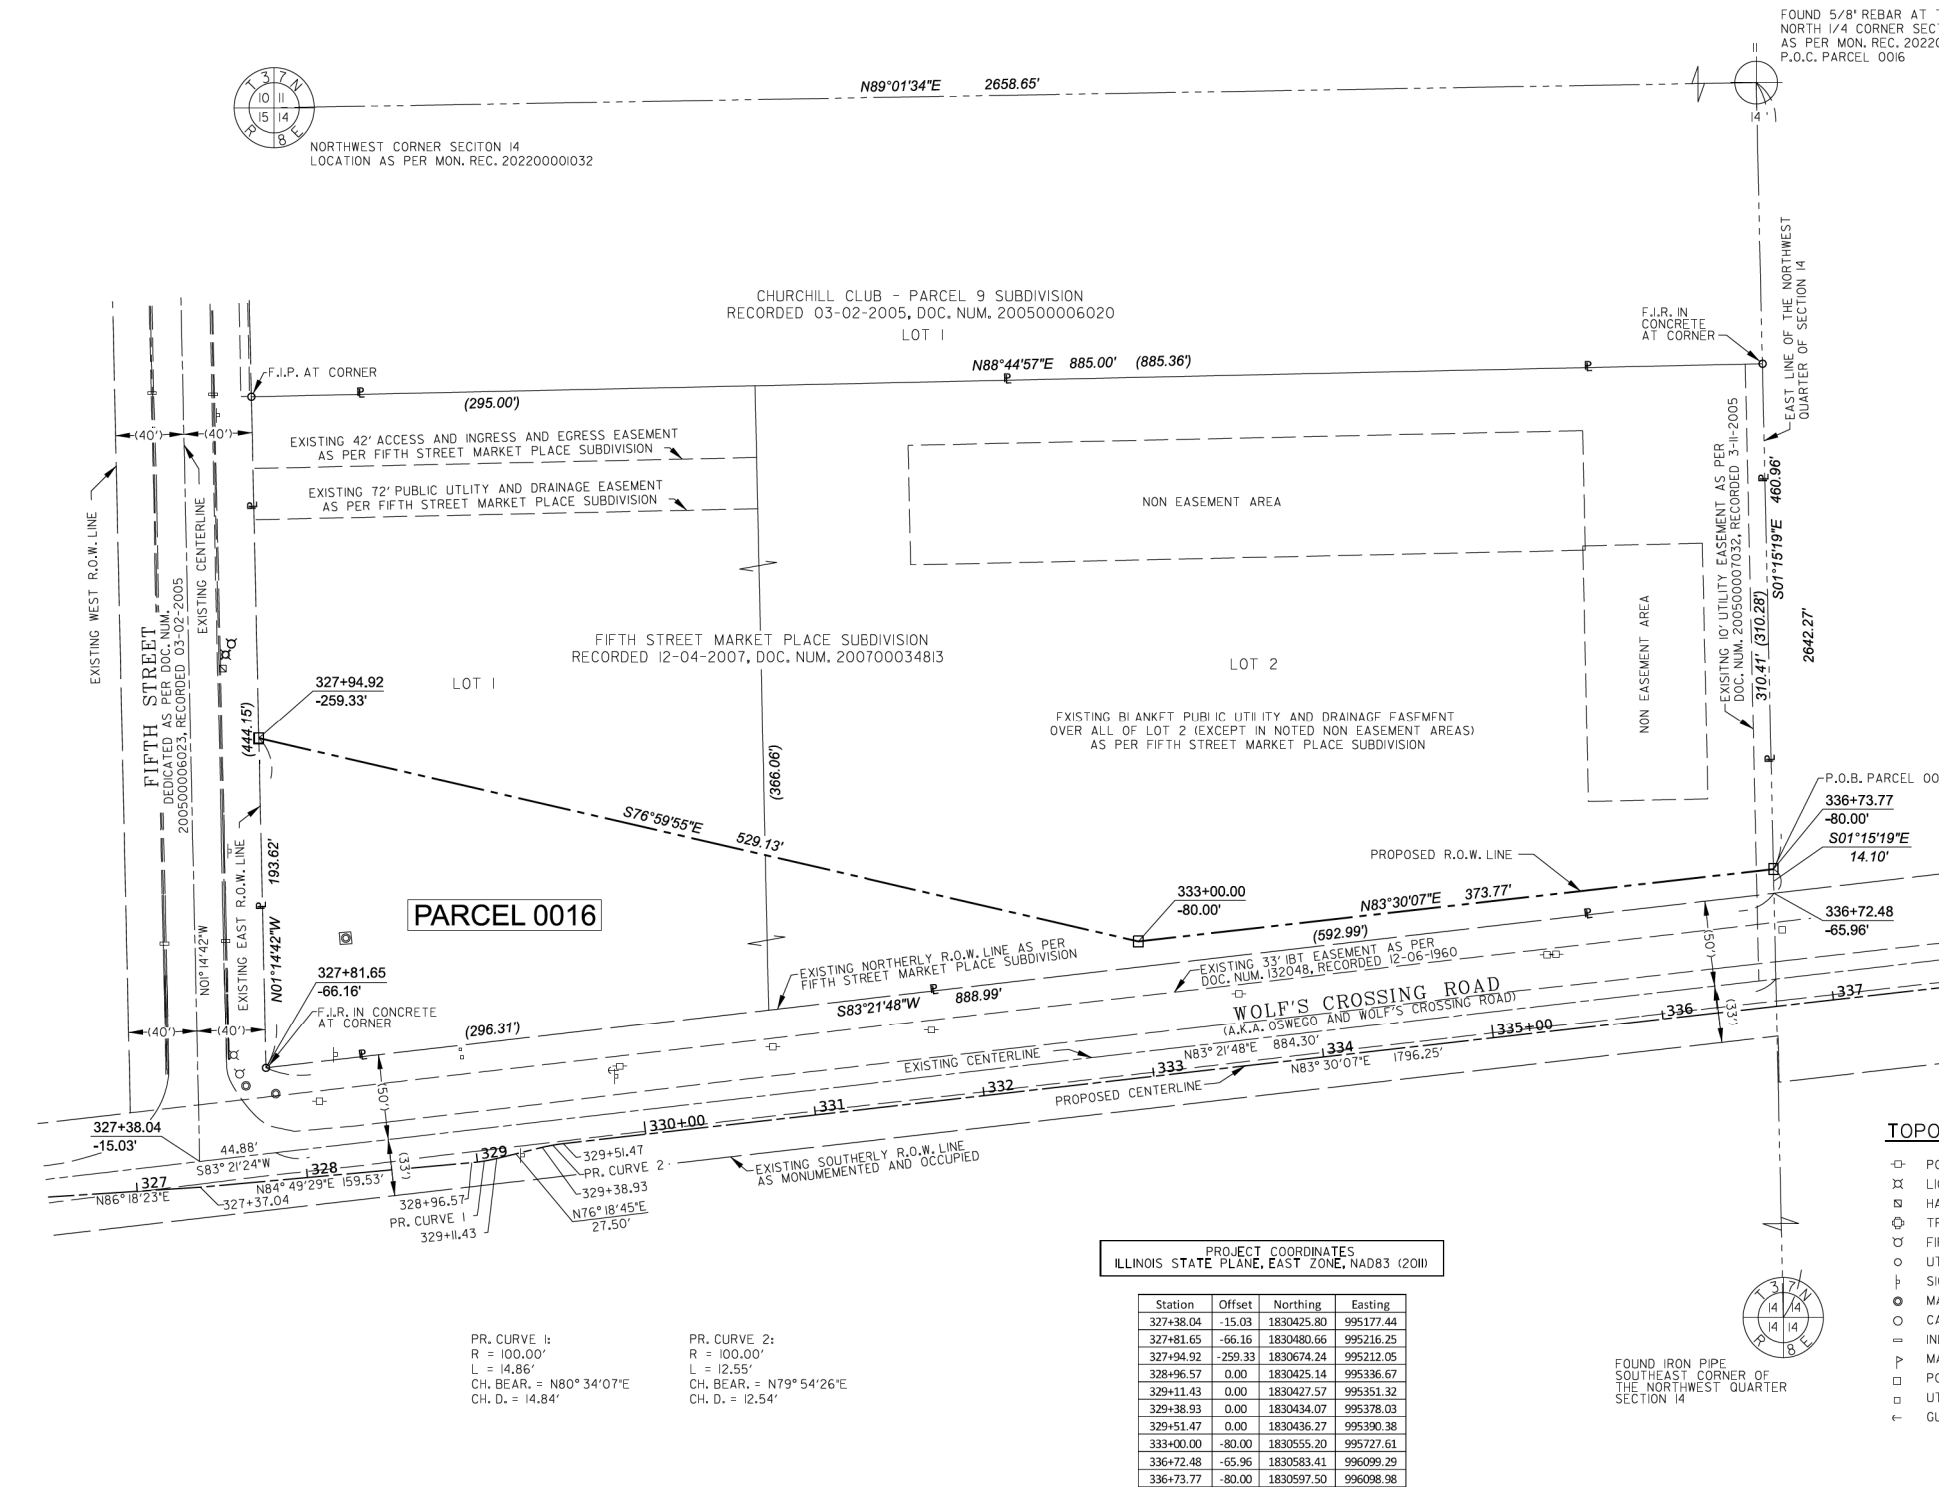 FOUND 5/8" REBAR AT
NORTH 1/4 CORNER SEC
AS PER MON. REC. 2022
P.O.C. PARCEL 0016
11
14
N89°01'34"E 2658.65'
T 37 N
10 11
15 14
R 8 E
NORTHWEST CORNER SECITON 14
LOCATION AS PER MON. REC. 202200001032
CHURCHILL CLUB - PARCEL 9 SUBDIVISION
RECORDED 03-02-2005, DOC. NUM. 200500006020
LOT 1
F.I.R. IN
CONCRETE
AT CORNER
EAST LINE OF THE NORTHWEST
QUARTER OF SECTION 14
N88°44'57"E 885.00' (885.36')
F.I.P. AT CORNER
(295.00')
(40') (40')
EXISTING 42' ACCESS AND INGRESS AND EGRESS EASEMENT
AS PER FIFTH STREET MARKET PLACE SUBDIVISION
EXISTING 72' PUBLIC UTLITY AND DRAINAGE EASEMENT
AS PER FIFTH STREET MARKET PLACE SUBDIVISION
NON EASEMENT AREA
NON EASEMENT AREA
EXISITING 10' UTILITY EASEMENT AS PER
DOC. NUM. 200500007032, RECORDED 3-11-2005
310.41' (310.28')
S01°15'19"E 460.96'
2642.27'
EXISTING WEST R.O.W. LINE
FIFTH STREET
DEDICATED AS PER DOC. NUM.
200500006023, RECORDED 03-02-2005
EXISTING CENTERLINE
FIFTH STREET MARKET PLACE SUBDIVISION
RECORDED 12-04-2007, DOC. NUM. 200700034813
LOT 1
LOT 2
327+94.92
-259.33'
(444.15')
(366.06')
EXISTING BLANKET PUBLIC UTILITY AND DRAINAGE EASEMENT
OVER ALL OF LOT 2 (EXCEPT IN NOTED NON EASEMENT AREAS)
AS PER FIFTH STREET MARKET PLACE SUBDIVISION
S76°59'55"E 529.13'
P.O.B. PARCEL 00
336+73.77
-80.00'
S01°15'19"E
14.10'
336+72.48
-65.96'
PROPOSED R.O.W. LINE
N83°30'07"E 373.77'
333+00.00
-80.00'
(592.99')
EXISTING EAST R.O.W. LINE
N01°14'42"W 193.62'
N01°14'42"W
PARCEL 0016
327+81.65
-66.16'
F.I.R. IN CONCRETE
AT CORNER
(40') (40')
(296.31')
EXISTING NORTHERLY R.O.W. LINE AS PER
FIFTH STREET MARKET PLACE SUBDIVISION
S83°21'48"W 888.99'
EXISTING 33' IBT EASEMENT AS PER
DOC. NUM. 132048, RECORDED 12-06-1960
WOLF'S CROSSING ROAD
(A.K.A. OSWEGO AND WOLF'S CROSSING ROAD)
(50')
(33')
EXISTING CENTERLINE
N83°21'48"E 884.30'
N83°30'07"E 1796.25'
PROPOSED CENTERLINE
327 328 329 330+00 331 332 333 334 335+00 336 337
(50')
(33')
327+38.04
-15.03'
44.88'
S83°21'24"W
N86°18'23"E
327+37.04
N84°49'29"E 159.53'
328+96.57
PR. CURVE 1
329+11.43
329+51.47
PR. CURVE 2
329+38.93
N76°18'45"E
27.50'
EXISTING SOUTHERLY R.O.W. LINE
AS MONUMEMENTED AND OCCUPIED
TOPO
PO
LI
HA
TR
FI
UT
SI
MA
CA
IN
MA
PO
UT
GU
T 37 N
14 14
14 14
R 8 E
FOUND IRON PIPE
SOUTHEAST CORNER OF
THE NORTHWEST QUARTER
SECTION 14
PROJECT COORDINATES
ILLINOIS STATE PLANE, EAST ZONE, NAD83 (2011)
Station Offset Northing Easting
327+38.04 -15.03 1830425.80 995177.44
327+81.65 -66.16 1830480.66 995216.25
327+94.92 -259.33 1830674.24 995212.05
328+96.57 0.00 1830425.14 995336.67
329+11.43 0.00 1830427.57 995351.32
329+38.93 0.00 1830434.07 995378.03
329+51.47 0.00 1830436.27 995390.38
333+00.00 -80.00 1830555.20 995727.61
336+72.48 -65.96 1830583.41 996099.29
336+73.77 -80.00 1830597.50 996098.98
PR. CURVE 1:
R = 100.00'
L = 14.86'
CH. BEAR. = N80°34'07"E
CH. D. = 14.84'
PR. CURVE 2:
R = 100.00'
L = 12.55'
CH. BEAR. = N79°54'26"E
CH. D. = 12.54'